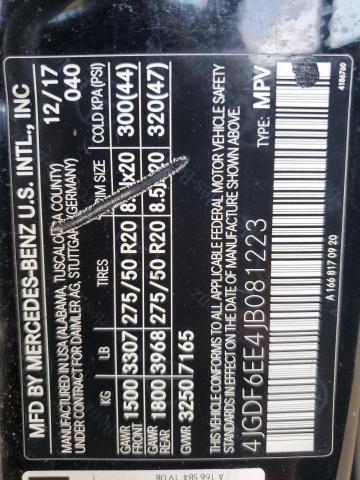 MFD BY MERCEDES-BENZ U.S. INTL., INC
MANUFACTURED IN USA (ALABAMA, TUSCALOOSA COUNTY)
UNDER CONTRACT FOR DAIMLER AG, STUTTGART (GERMANY)
12/17
040
KG LB TIRES RIM SIZE COLD KPA (PSI)
GAWR FRONT 1500 3307 275/50 R20 20 300(44)
GAWR REAR 1800 3968 275/50 R20 8.5 20 320(47)
GVWR 3250 7165
THIS VEHICLE CONFORMS TO ALL APPLICABLE FEDERAL MOTOR VEHICLE SAFETY
STANDARDS IN EFFECT ON THE DATE OF MANUFACTURE SHOWN ABOVE.
4JGDF6EE4JB081223 TYPE: MPV
A 166 817 09 20
4186760
A 166 584 19 08